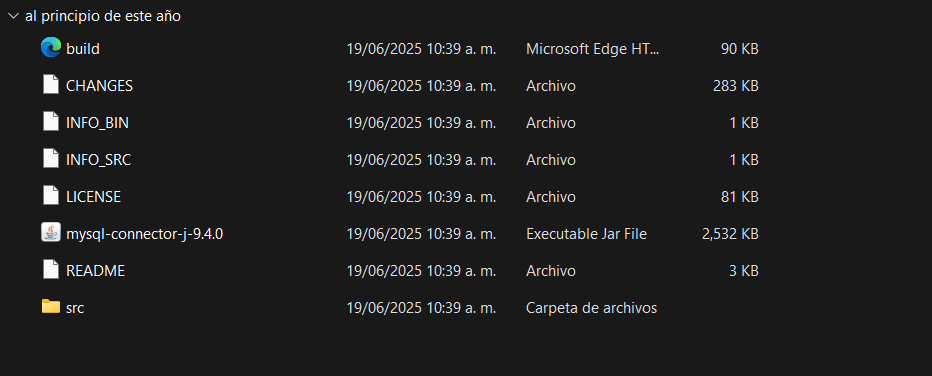 al principio de este año
build 19/06/2025 10:39 a. m. Microsoft Edge HT... 90 KB
CHANGES 19/06/2025 10:39 a. m. Archivo 283 KB
INFO_BIN 19/06/2025 10:39 a. m. Archivo 1 KB
INFO_SRC 19/06/2025 10:39 a. m. Archivo 1 KB
LICENSE 19/06/2025 10:39 a. m. Archivo 81 KB
mysql-connector-j-9.4.0 19/06/2025 10:39 a. m. Executable Jar File 2,532 KB
README 19/06/2025 10:39 a. m. Archivo 3 KB
src 19/06/2025 10:39 a. m. Carpeta de archivos